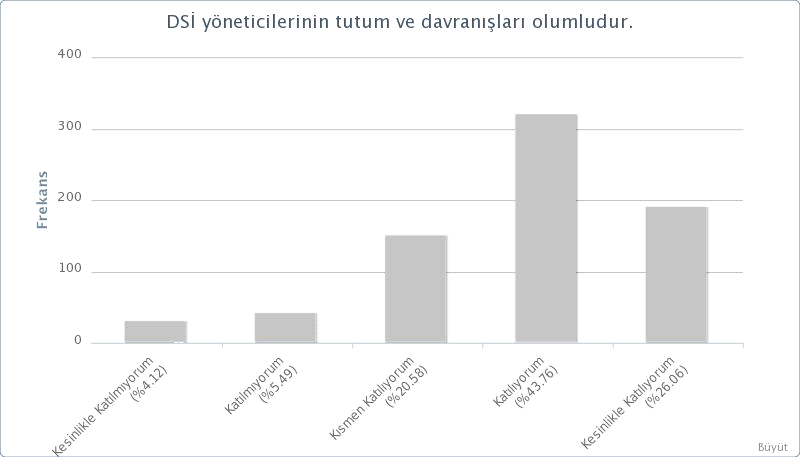 DSİ yöneticilerinin tutum ve davranışları olumludur.
400
300
200
100
0
Frekans
Kesinlikle Katılmıyorum
(%4.12)
Katılmıyorum
(%5.49)
Kısmen Katılıyorum
(%20.58)
Katılıyorum
(%43.76)
Kesinlikle Katılıyorum
(%26.06)
Büyüt